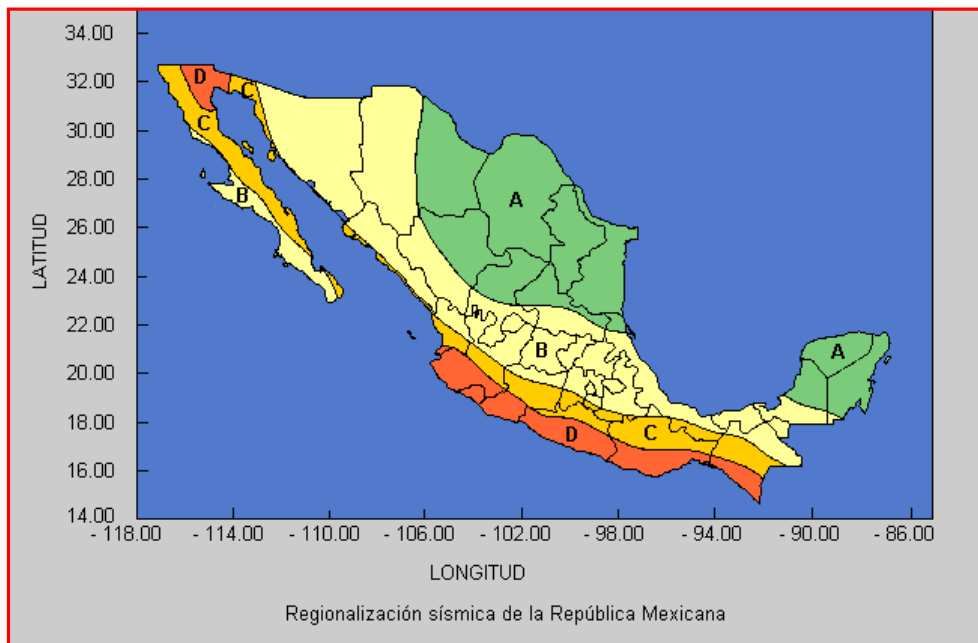 34.00
32.00
30.00
28.00
26.00
24.00
22.00
20.00
18.00
16.00
14.00
LATITUD
D
C
C
B
A
A
B
C
D
- 118.00 - 114.00 - 110.00 - 106.00 - 102.00 - 98.00 - 94.00 - 90.00 - 86.00
LONGITUD
Regionalización sísmica de la República Mexicana